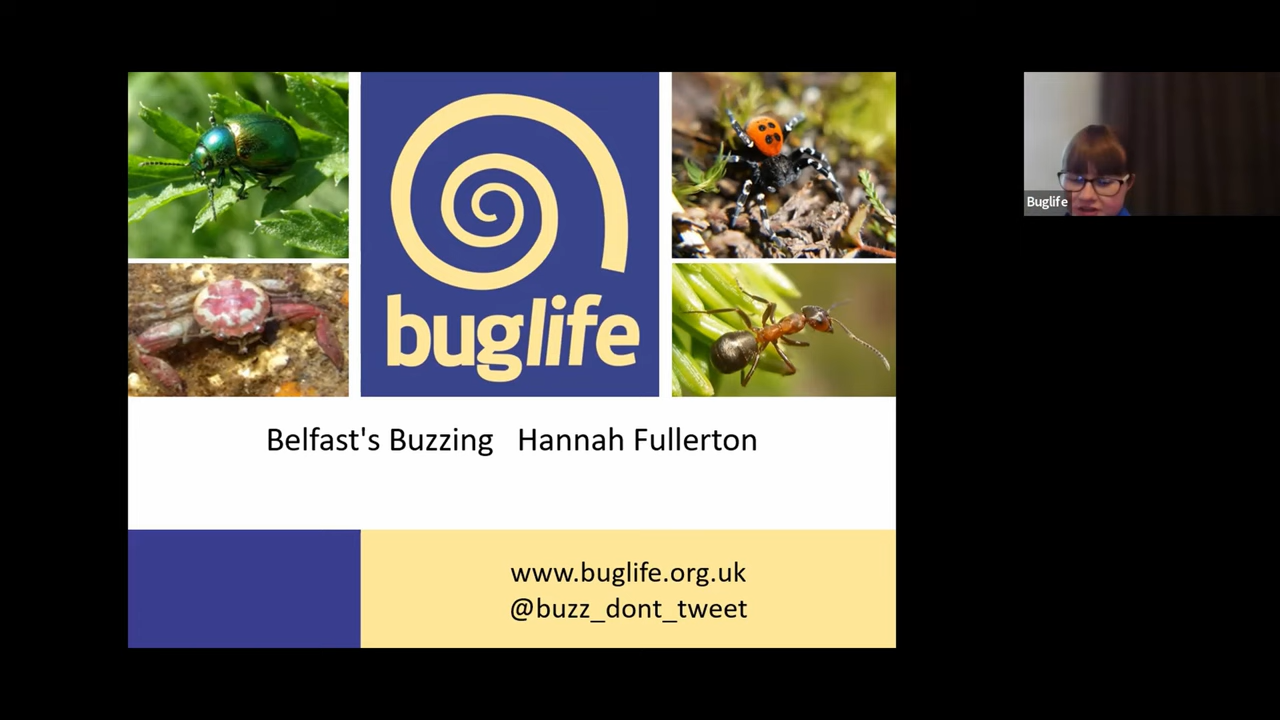 buglife
Belfast's Buzzing   Hannah Fullerton
www.buglife.org.uk
@buzz_dont_tweet
Buglife